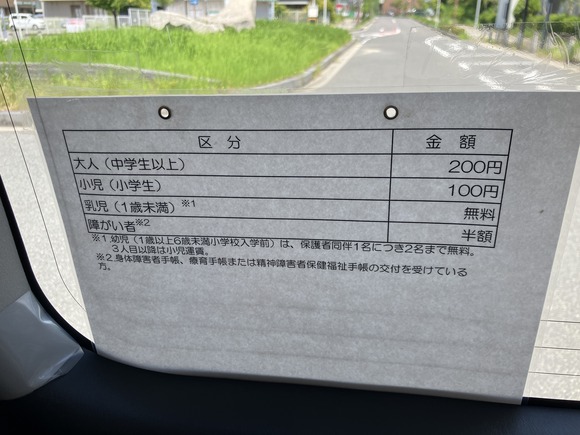 区 分 金 額
大人（中学生以上） 200円
小児（小学生） 100円
乳児（1歳未満）※1 無料
障がい者※2 半額
※1.幼児（1歳以上6歳未満小学校入学前）は、保護者同伴1名につき2名まで無料。
3人目以降は小児運賃。
※2.身体障害者手帳、療育手帳または精神障害者保健福祉手帳の交付を受けている
方。